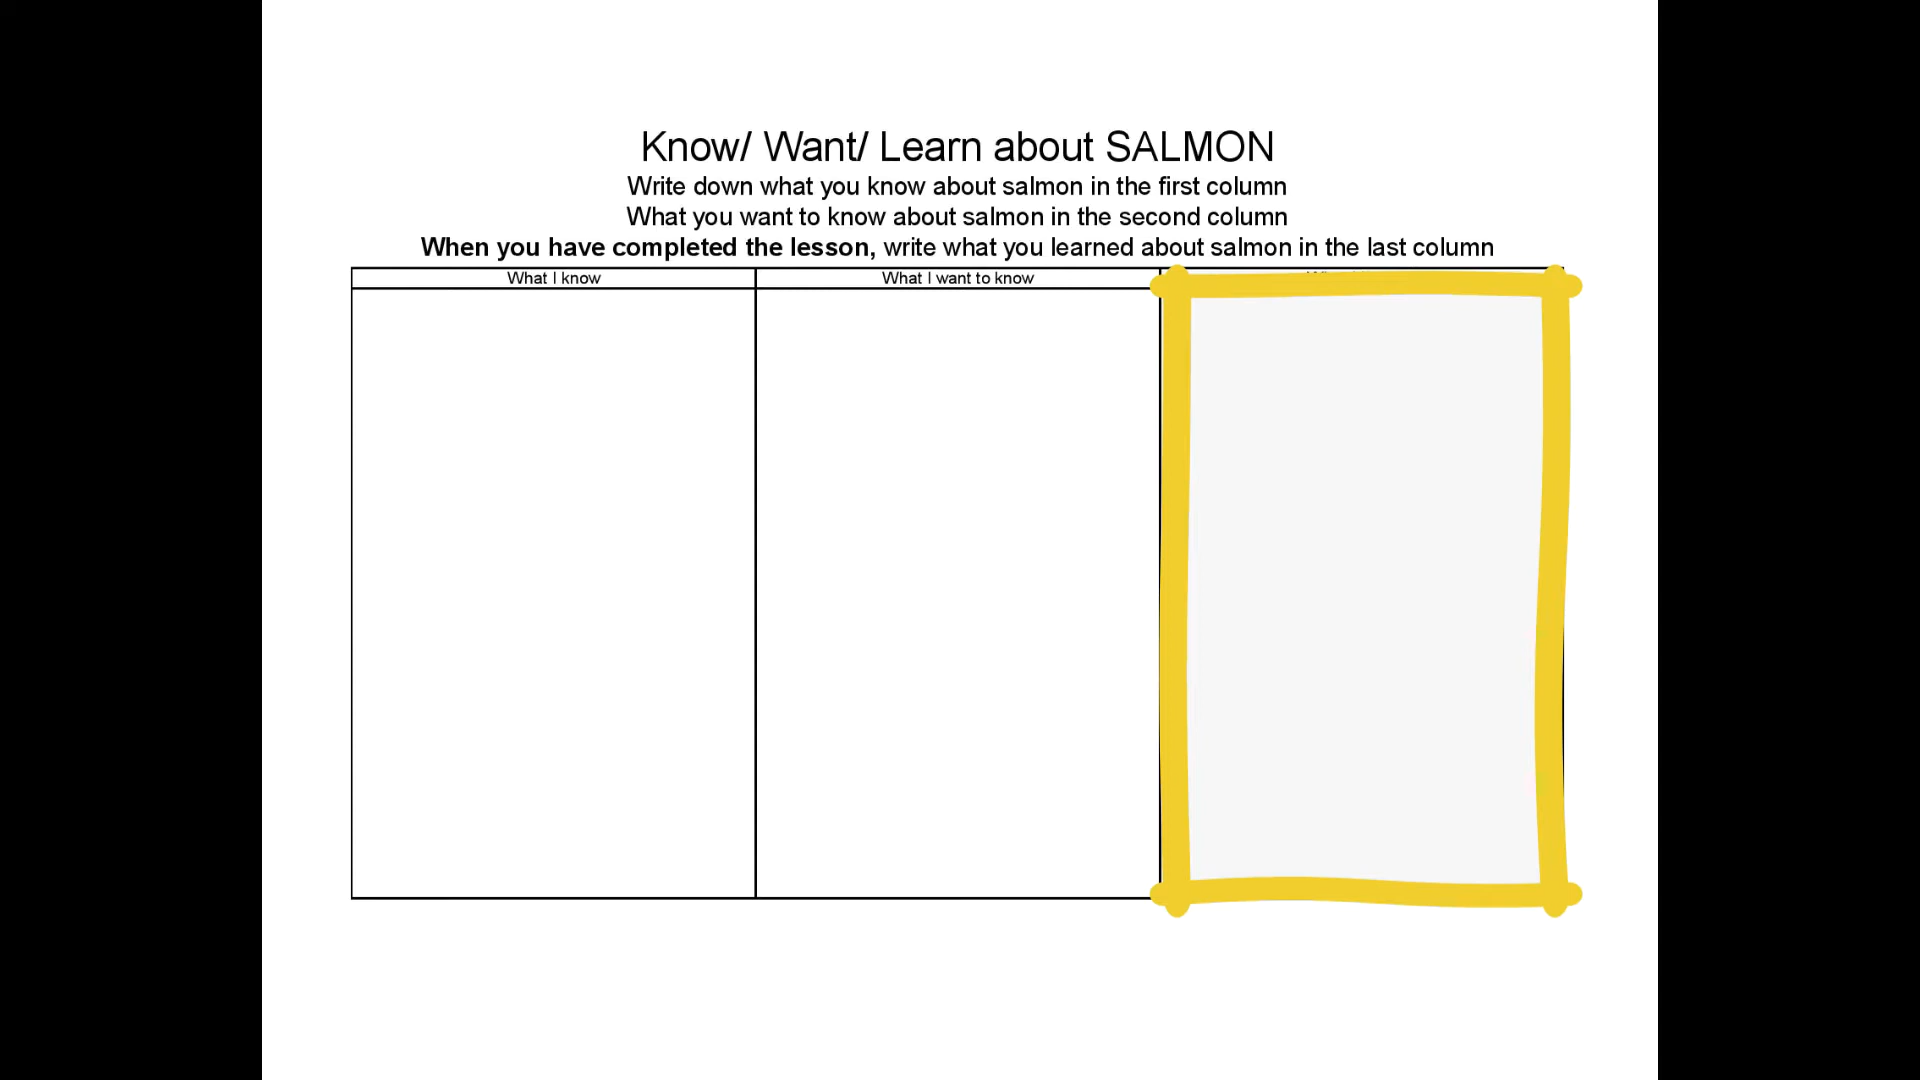 Know/ Want/ Learn about SALMON
Write down what you know about salmon in the first column
What you want to know about salmon in the second column
When you have completed the lesson, write what you learned about salmon in the last column
What I know
What I want to know